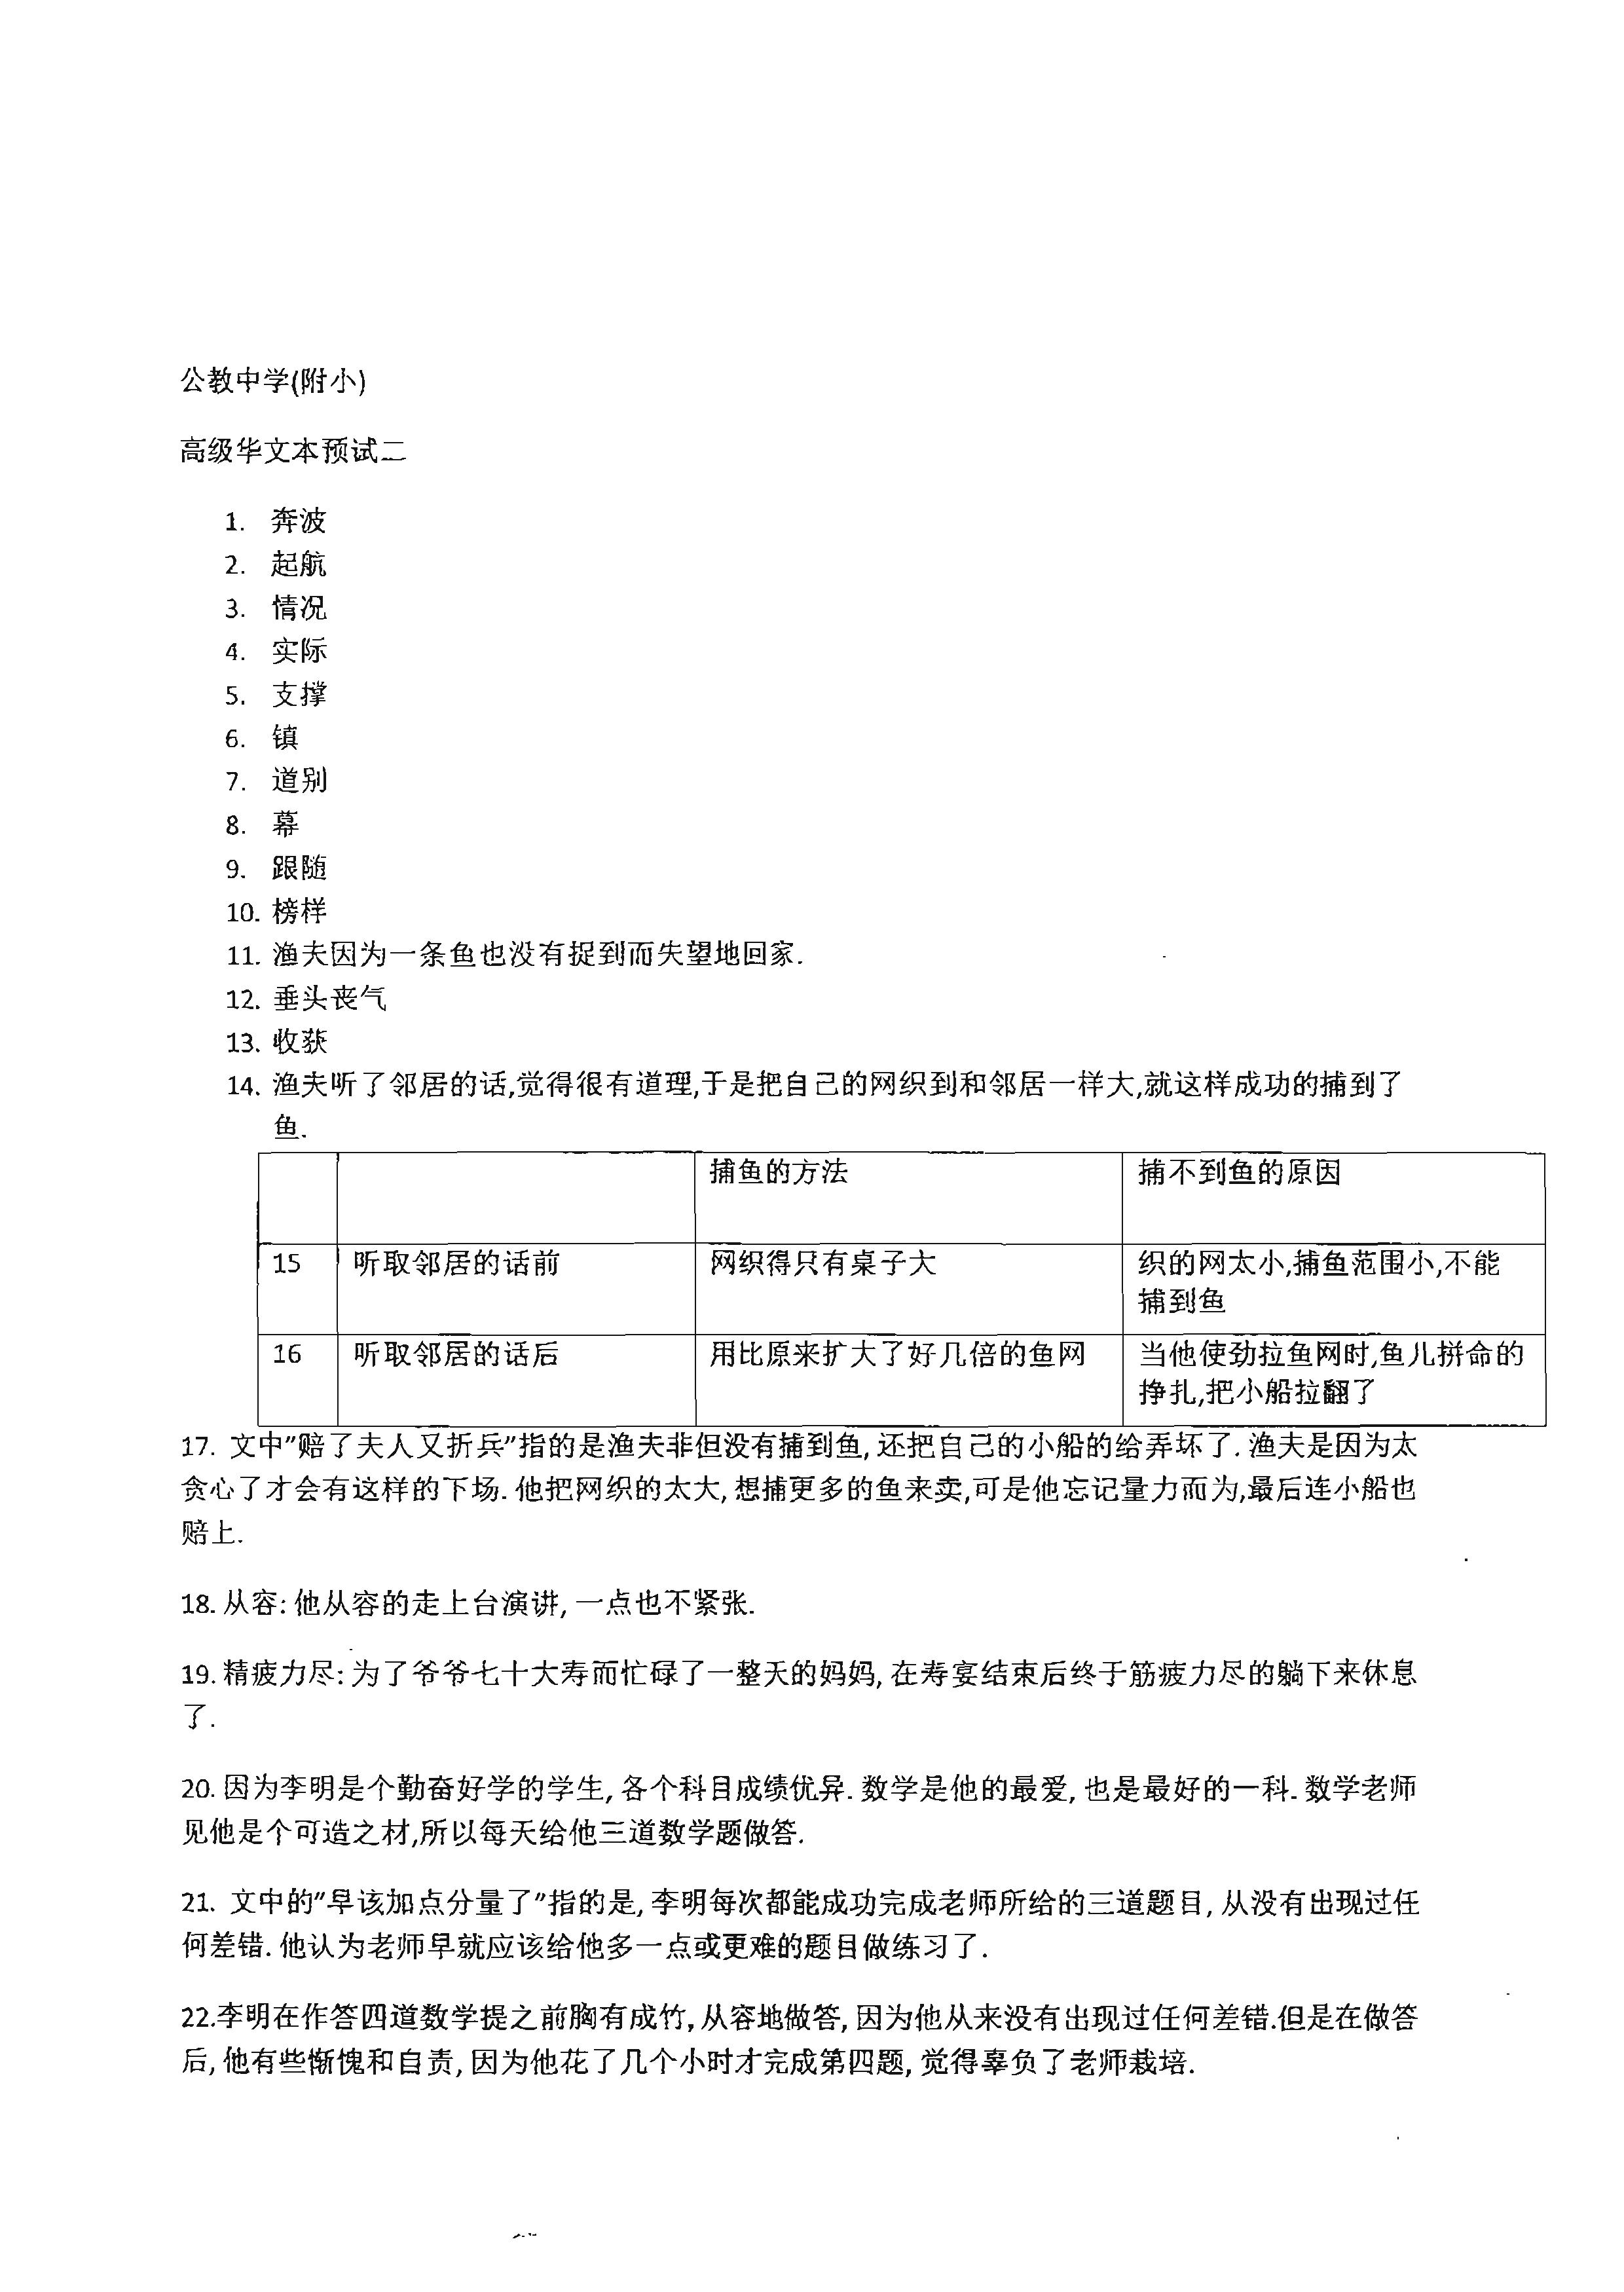 公教中学(附小)
高级华文本预试二
1. 奔波
2. 起航
3. 情况
4. 实际
5. 支撑
6. 镇
7. 道别
8. 幕
9. 跟随
10. 榜样
11. 渔夫因为一条鱼也没有捉到而失望地回家.
12. 垂头丧气
13. 收获
14. 渔夫听了邻居的话,觉得很有道理,于是把自己的网织到和邻居一样大,就这样成功的捕到了
鱼.
捕鱼的方法 捕不到鱼的原因
15 听取邻居的话前 网织得只有桌子大 织的网太小,捕鱼范围小,不能
捕到鱼
16 听取邻居的话后 用比原来扩大了好几倍的鱼网 当他使劲拉鱼网时,鱼儿拼命的
挣扎,把小船拉翻了
17. 文中"赔了夫人又折兵"指的是渔夫非但没有捕到鱼, 还把自己的小船的给弄坏了. 渔夫是因为太
贪心了才会有这样的下场. 他把网织的太大, 想捕更多的鱼来卖,可是他忘记量力而为,最后连小船也
赔上.
18. 从容: 他从容的走上台演讲, 一点也不紧张.
19. 精疲力尽: 为了爷爷七十大寿而忙碌了一整天的妈妈, 在寿宴结束后终于筋疲力尽的躺下来休息
了.
20. 因为李明是个勤奋好学的学生, 各个科目成绩优异. 数学是他的最爱, 也是最好的一科. 数学老师
见他是个可造之材,所以每天给他三道数学题做答.
21. 文中的"早该加点分量了"指的是, 李明每次都能成功完成老师所给的三道题目, 从没有出现过任
何差错. 他认为老师早就应该给他多一点或更难的题目做练习了.
22.李明在作答四道数学提之前胸有成竹, 从容地做答, 因为他从来没有出现过任何差错.但是在做答
后, 他有些惭愧和自责, 因为他花了几个小时才完成第四题, 觉得辜负了老师栽培.